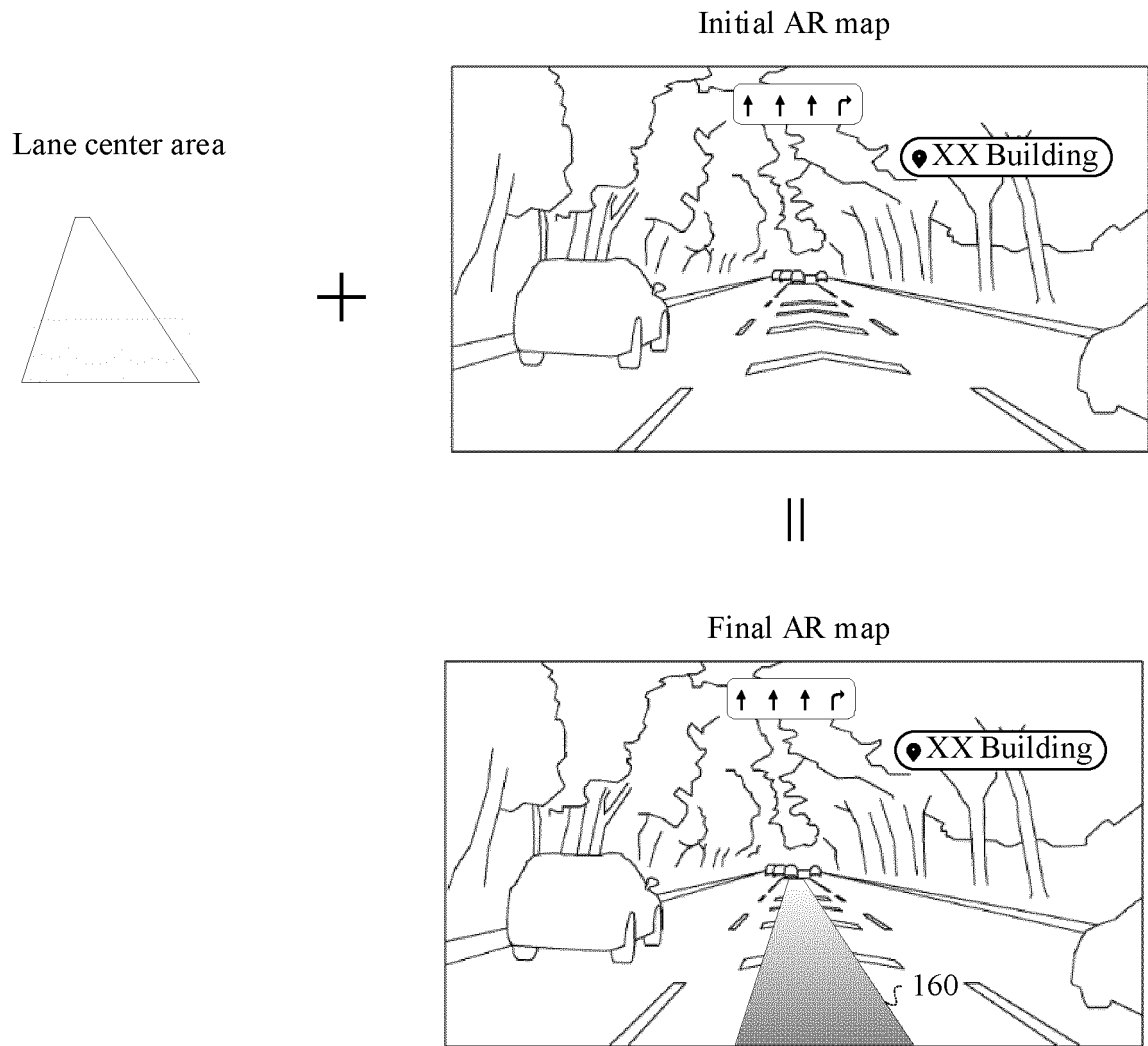 Initial AR map
Lane center area
XX Building
Final AR map
XX Building
160